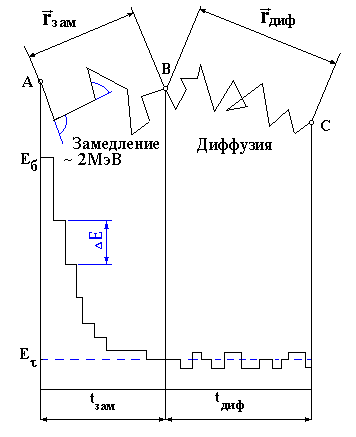 r⃗зам
r⃗диф
A
B
C
Замедление
~ 2МэВ
Диффузия
Eб
ΔE
Eτ
tзам
tдиф